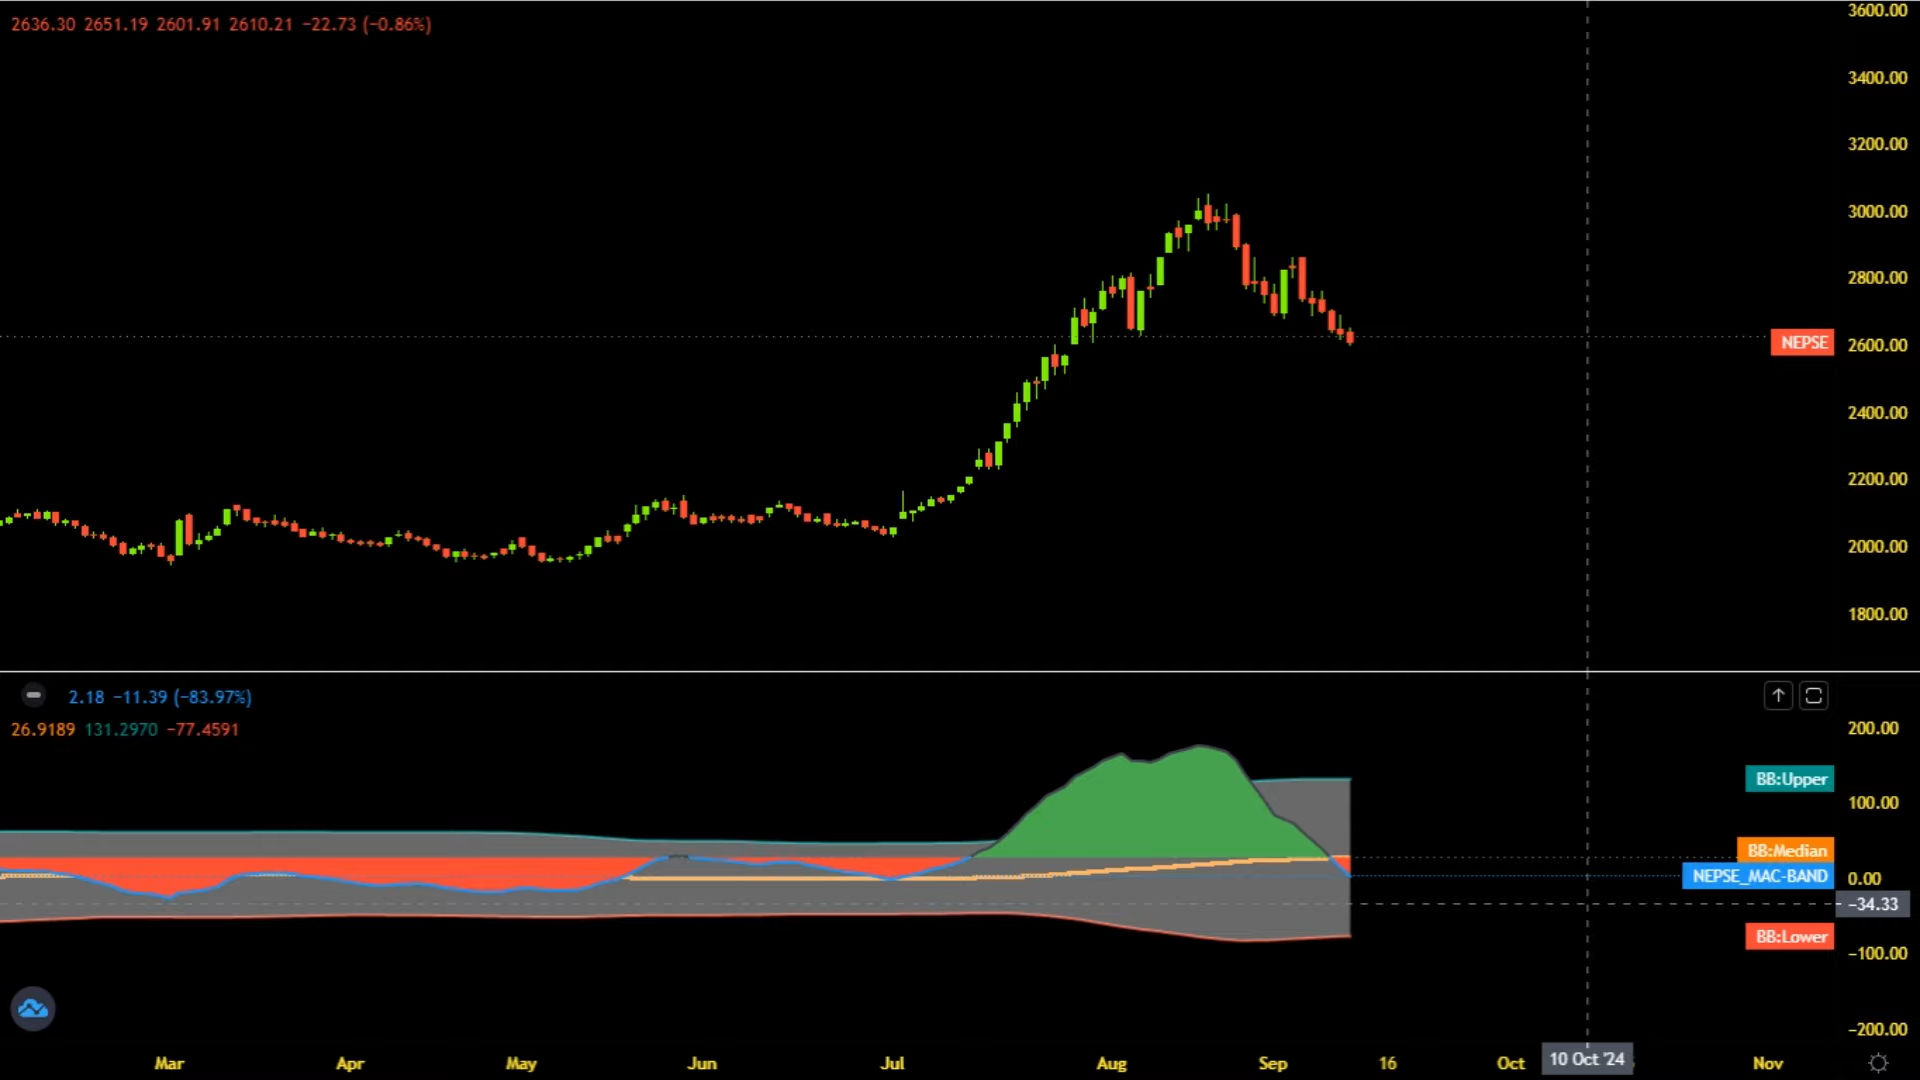 2636.30 2651.19 2601.91 2610.21 −22.73 (−0.86%)
3600.00
3400.00
3200.00
3000.00
2800.00
NEPSE
2600.00
2400.00
2200.00
2000.00
1800.00
2.18 −11.39 (−83.97%)
26.9189 131.2970 −77.4591
200.00
BB:Upper
100.00
BB:Median
NEPSE_MAC-BAND
0.00
−34.33
BB:Lower
−100.00
−200.00
Mar Apr May Jun Jul Aug Sep 16 Oct 10 Oct '24 Nov